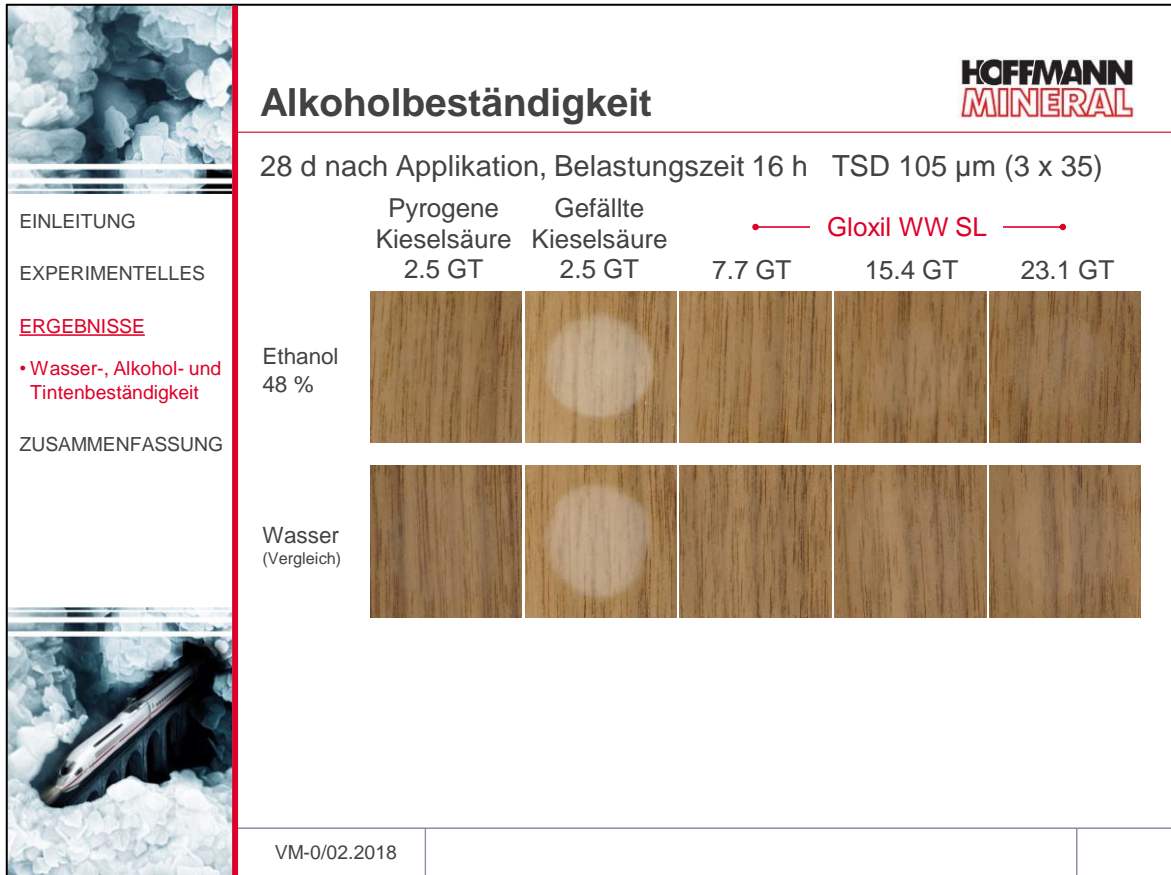 HOFFMANN
MINERAL
Alkoholbeständigkeit
28 d nach Applikation, Belastungszeit 16 h TSD 105 µm (3 x 35)
EINLEITUNG
EXPERIMENTELLES
ERGEBNISSE
• Wasser-, Alkohol- und
Tintenbeständigkeit
ZUSAMMENFASSUNG
Pyrogene
Kieselsäure
2.5 GT
Gefällte
Kieselsäure
2.5 GT
Gloxil WW SL
7.7 GT
15.4 GT
23.1 GT
Ethanol
48 %
Wasser
(Vergleich)
VM-0/02.2018